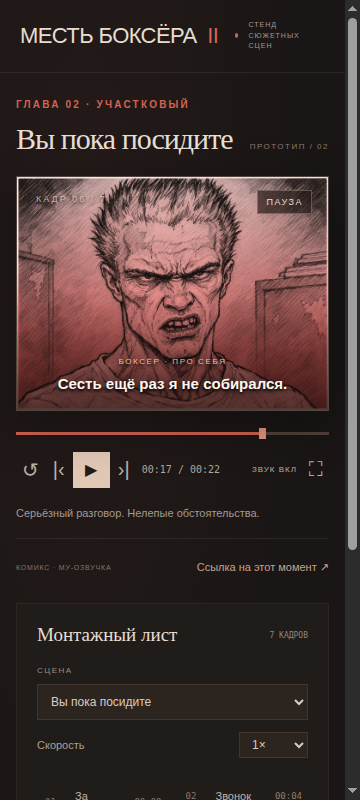 МЕСТЬ БОКСЁРА II
СТЕНД
СЮЖЕТНЫХ
СЦЕН
ГЛАВА 02 · УЧАСТКОВЫЙ
Вы пока посидите
ПРОТОТИП / 02
ПАУЗА
БОКСЁР · ПРО СЕБЯ
Сесть ещё раз я не собирался.
00:17 / 00:22
ЗВУК ВКЛ
Серьёзный разговор. Нелепые обстоятельства.
КОМИКС · МУ-ОЗВУЧКА
Ссылка на этот момент ↗
Монтажный лист
7 КАДРОВ
СЦЕНА
Вы пока посидите
Скорость
1×
За
02
Звонок
00:04